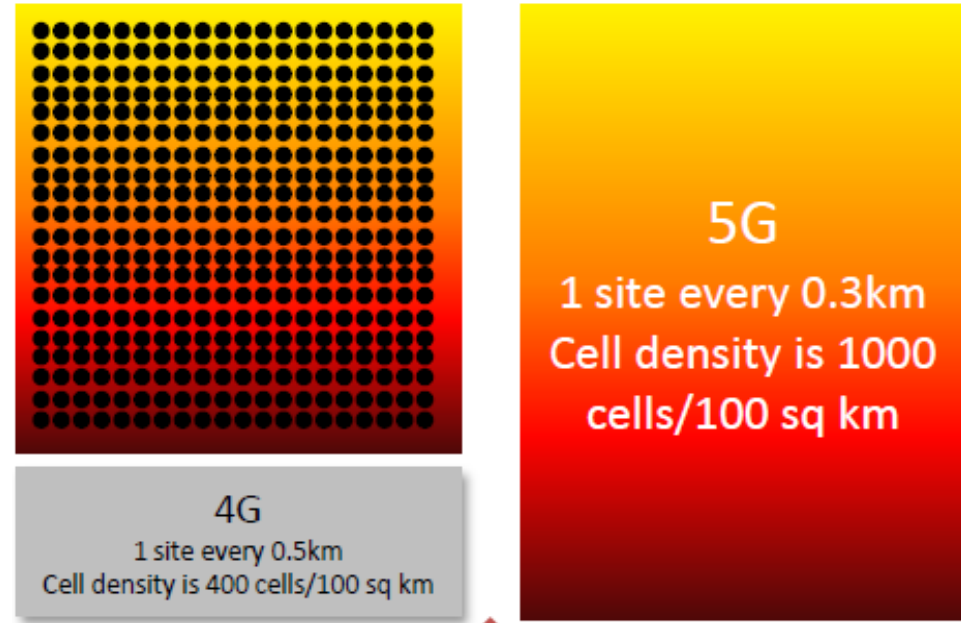 4G
1 site every 0.5km
Cell density is 400 cells/100 sq km
5G
1 site every 0.3km
Cell density is 1000
cells/100 sq km